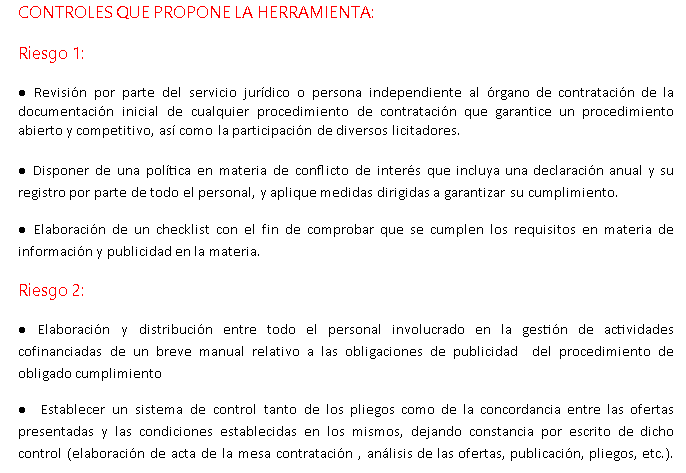 CONTROLES QUE PROPONE LA HERRAMIENTA:
Riesgo 1:
● Revisión por parte del servicio jurídico o persona independiente al órgano de contratación de la
documentación inicial de cualquier procedimiento de contratación que garantice un procedimiento
abierto y competitivo, así como la participación de diversos licitadores.
● Disponer de una política en materia de conflicto de interés que incluya una declaración anual y su
registro por parte de todo el personal, y aplique medidas dirigidas a garantizar su cumplimiento.
● Elaboración de un checklist con el fin de comprobar que se cumplen los requisitos en materia de
información y publicidad en la materia.
Riesgo 2:
● Elaboración y distribución entre todo el personal involucrado en la gestión de actividades
cofinanciadas de un breve manual relativo a las obligaciones de publicidad del procedimiento de
obligado cumplimiento
● Establecer un sistema de control tanto de los pliegos como de la concordancia entre las ofertas
presentadas y las condiciones establecidas en los mismos, dejando constancia por escrito de dicho
control (elaboración de acta de la mesa contratación , análisis de las ofertas, publicación, pliegos, etc.).